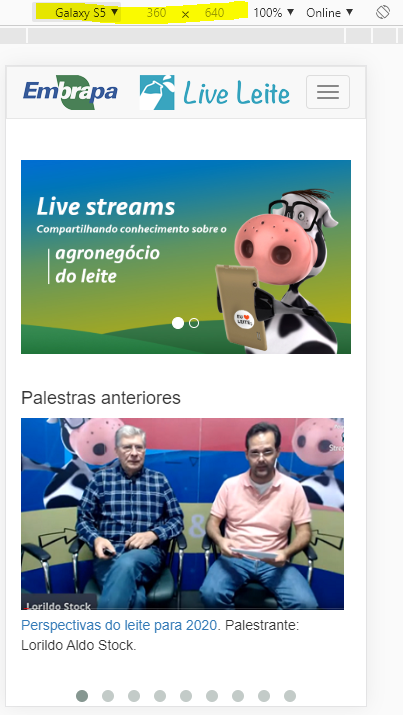 Galaxy S5 ▼ 360 × 640 100% ▼ Online ▼
Embrapa Live Leite
Live streams
Compartilhando conhecimento sobre o
agronegócio
do leite
EU ❤
LEITE
Palestras anteriores
Lorildo Stock
Perspectivas do leite para 2020. Palestrante:
Lorildo Aldo Stock.